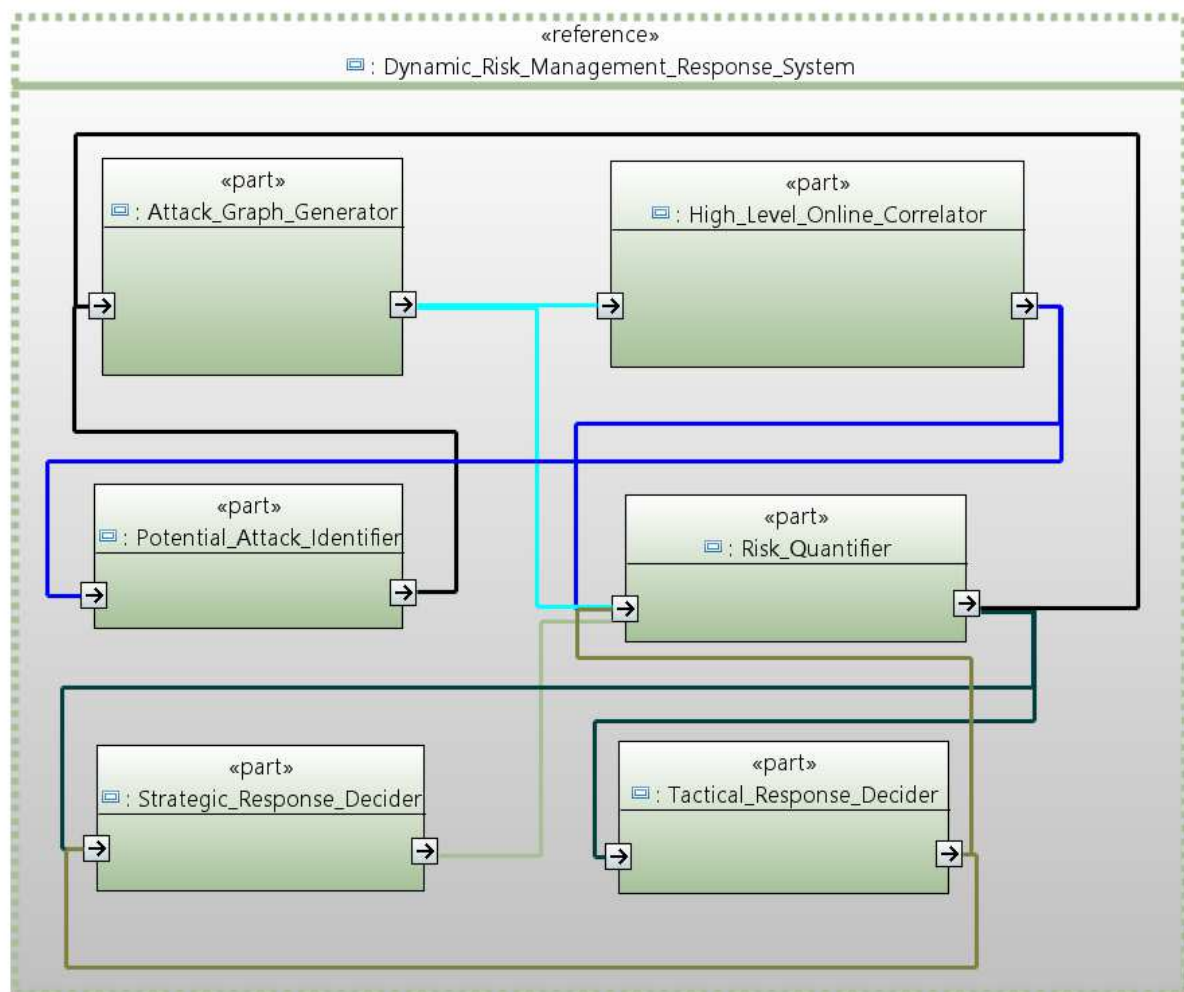 «reference»
: Dynamic_Risk_Management_Response_System
«part»
: Attack_Graph_Generator
«part»
: High_Level_Online_Correlator
«part»
: Potential_Attack_Identifier
«part»
: Risk_Quantifier
«part»
: Strategic_Response_Decider
«part»
: Tactical_Response_Decider